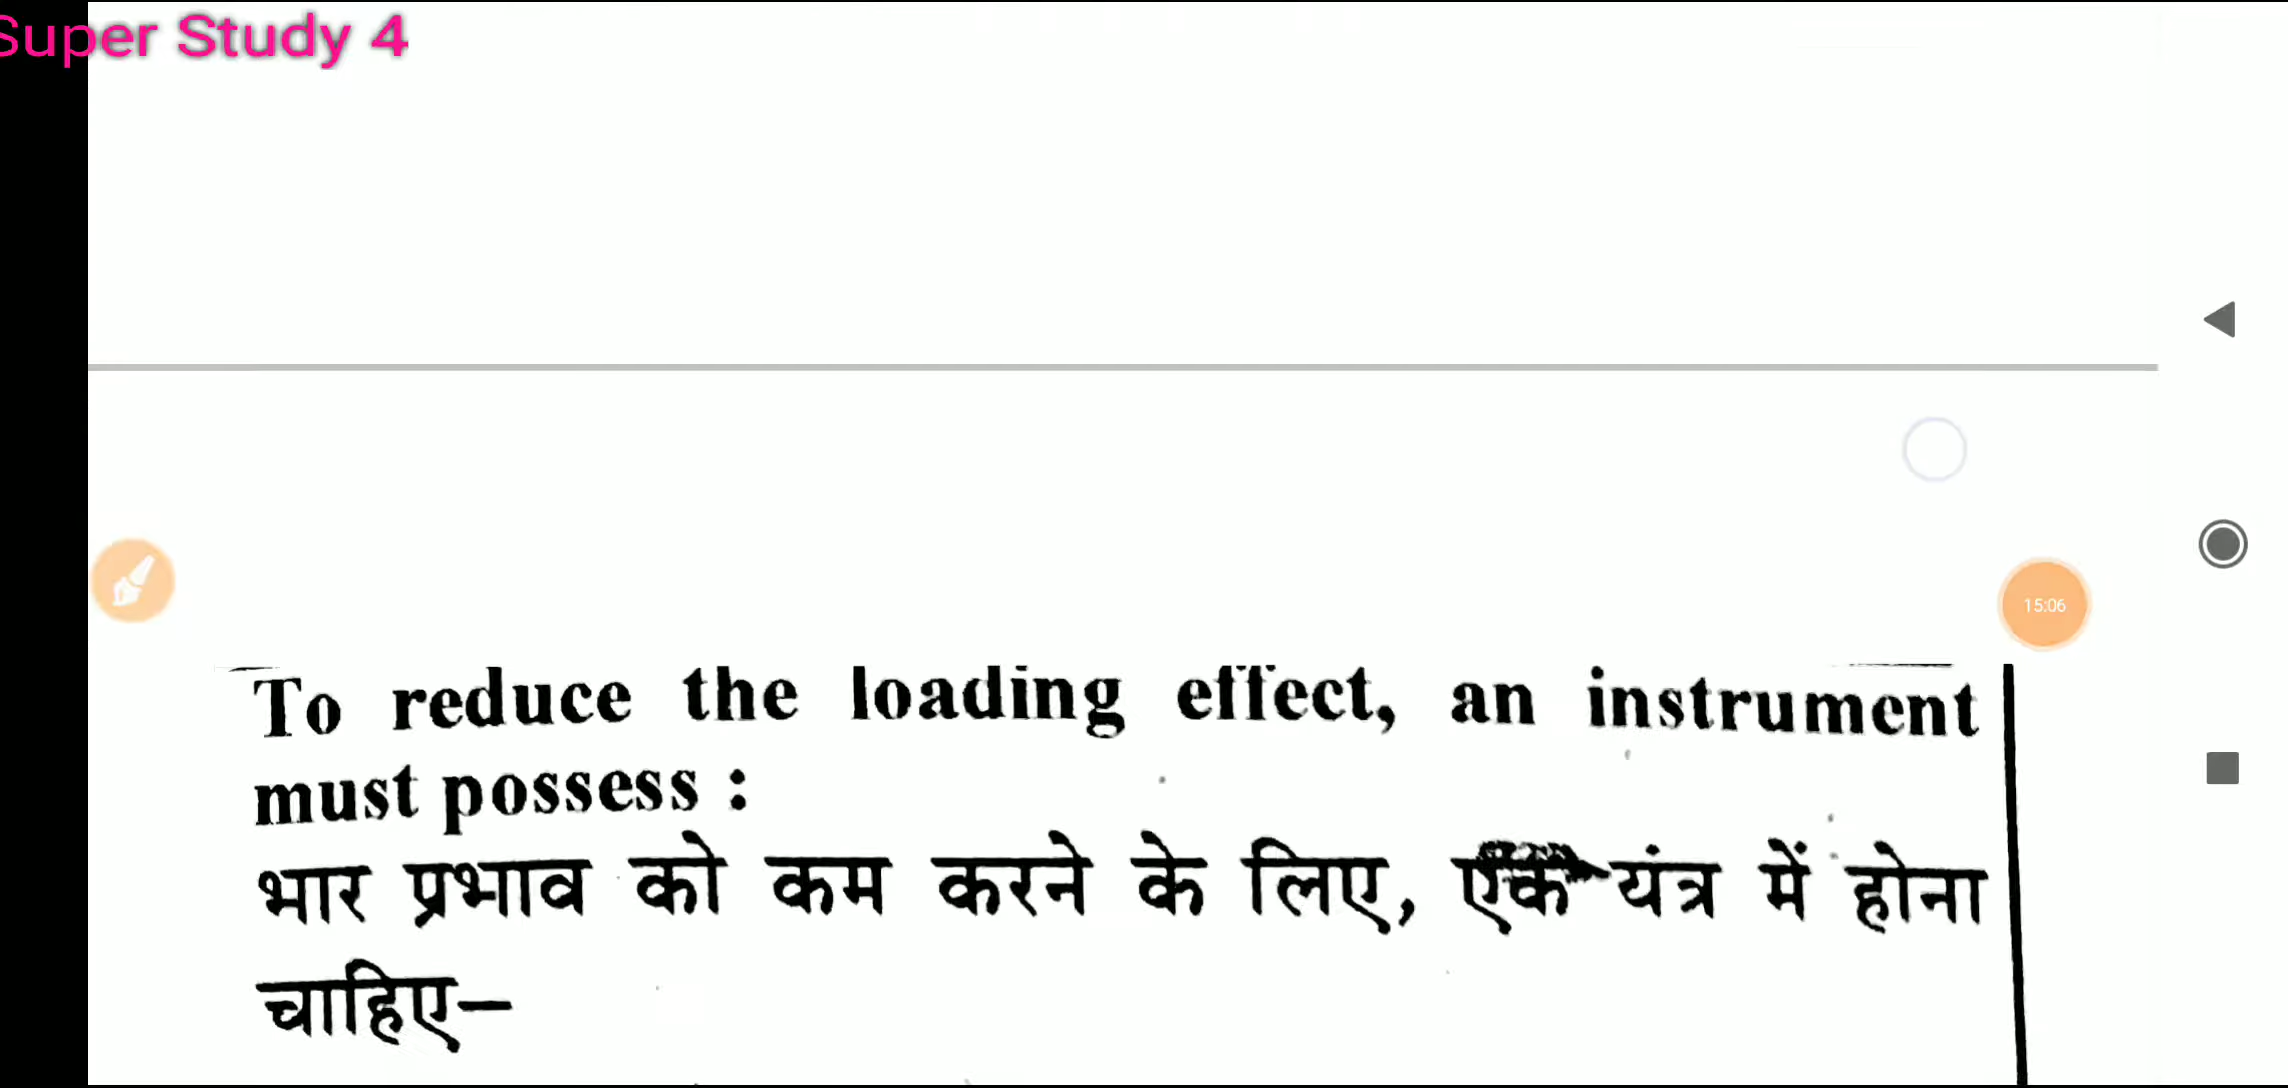 Super Study 4
15:06
To reduce the loading effect, an instrument
must possess :
भार प्रभाव को कम करने के लिए, एक यंत्र में होना
चाहिए–